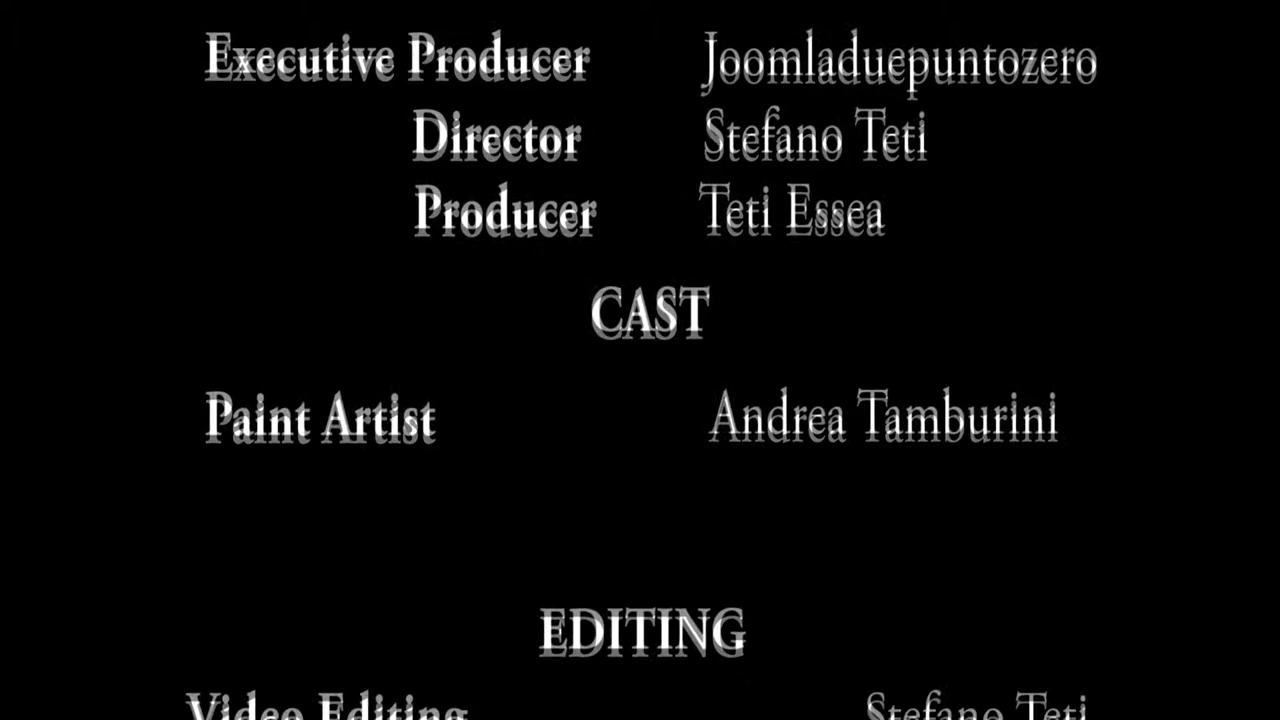 Executive Producer Joomladuepuntozero
Director Stefano Teti
Producer Teti Essea
CAST
Paint Artist Andrea Tamburini
EDITING
Video Editing Stefano Teti